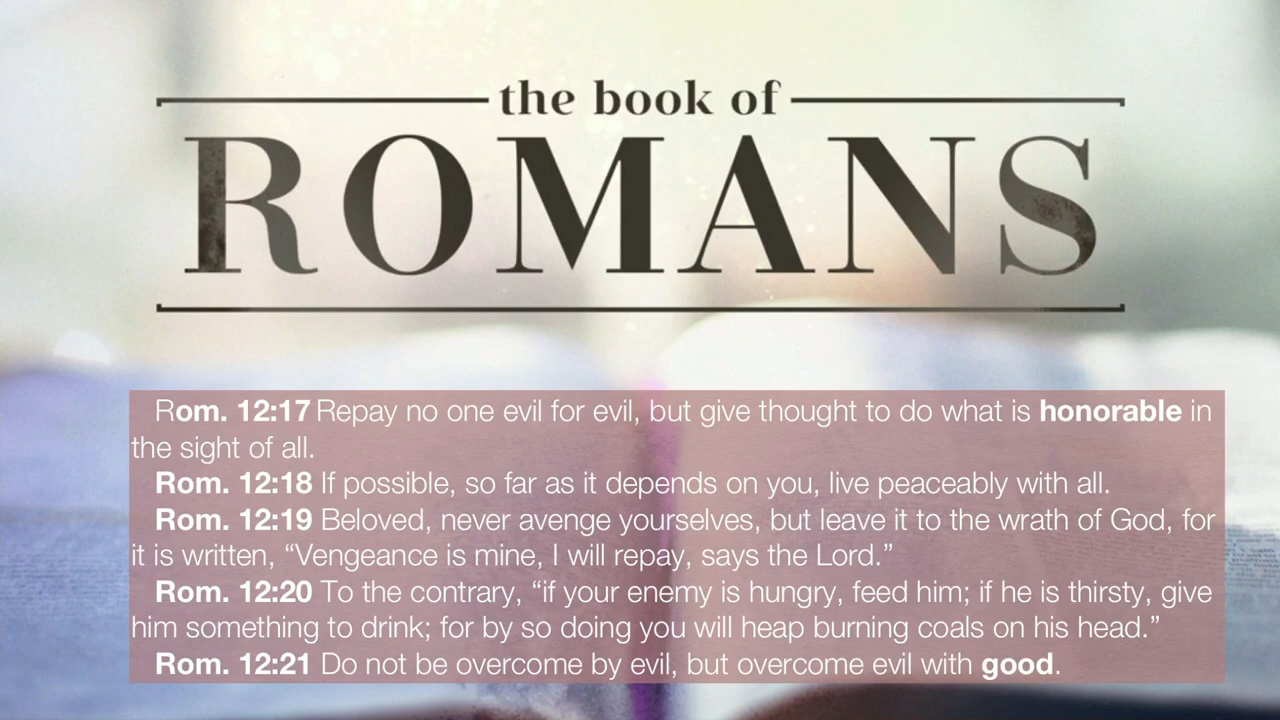 the book of
ROMANS
Rom. 12:17 Repay no one evil for evil, but give thought to do what is honorable in
the sight of all.
Rom. 12:18 If possible, so far as it depends on you, live peaceably with all.
Rom. 12:19 Beloved, never avenge yourselves, but leave it to the wrath of God, for
it is written, “Vengeance is mine, I will repay, says the Lord.”
Rom. 12:20 To the contrary, “if your enemy is hungry, feed him; if he is thirsty, give
him something to drink; for by so doing you will heap burning coals on his head.”
Rom. 12:21 Do not be overcome by evil, but overcome evil with good.